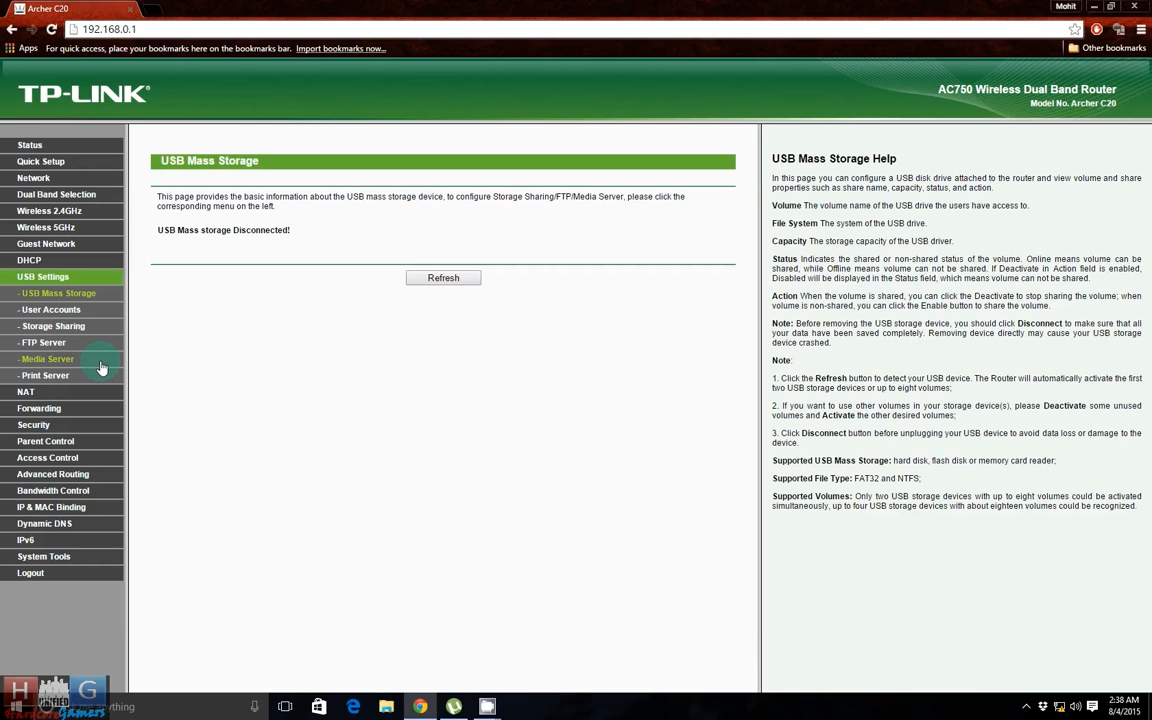 Archer C20
Mohit
192.168.0.1
Apps
For quick access, place your bookmarks here on the bookmarks bar.
Import bookmarks now...
Other bookmarks
TP-LINK®
AC750 Wireless Dual Band Router
Model No. Archer C20
Status
Quick Setup
Network
Dual Band Selection
Wireless 2.4GHz
Wireless 5GHz
Guest Network
DHCP
USB Settings
- USB Mass Storage
- User Accounts
- Storage Sharing
- FTP Server
- Media Server
- Print Server
NAT
Forwarding
Security
Parent Control
Access Control
Advanced Routing
Bandwidth Control
IP & MAC Binding
Dynamic DNS
IPv6
System Tools
Logout
USB Mass Storage
This page provides the basic information about the USB mass storage device, to configure Storage Sharing/FTP/Media Server, please click the
corresponding menu on the left.
USB Mass storage Disconnected!
Refresh
USB Mass Storage Help
In this page you can configure a USB disk drive attached to the router and view volume and share
properties such as share name, capacity, status, and action.
Volume The volume name of the USB drive the users have access to.
File System The system of the USB drive.
Capacity The storage capacity of the USB driver.
Status Indicates the shared or non-shared status of the volume. Online means volume can be
shared, while Offline means volume can not be shared. If Deactivate in Action field is enabled,
Disabled will be displayed in the Status field, which means volume can not be shared.
Action When the volume is shared, you can click the Deactivate to stop sharing the volume; when
volume is non-shared, you can click the Enable button to share the volume.
Note: Before removing the USB storage device, you should click Disconnect to make sure that all
your data have been saved completely. Removing device directly may cause your USB storage
device crashed.
Note:
1. Click the Refresh button to detect your USB device. The Router will automatically activate the first
two USB storage devices or up to eight volumes;
2. If you want to use other volumes in your storage device(s), please Deactivate some unused
volumes and Activate the other desired volumes;
3. Click Disconnect button before unplugging your USB device to avoid data loss or damage to the
device.
Supported USB Mass Storage: hard disk, flash disk or memory card reader;
Supported File Type: FAT32 and NTFS;
Supported Volumes: Only two USB storage devices with up to eight volumes could be activated
simultaneously, up to four USB storage devices with about eighteen volumes could be recognized.
H
G
Gamers
me anything
2:38 AM
8/4/2015